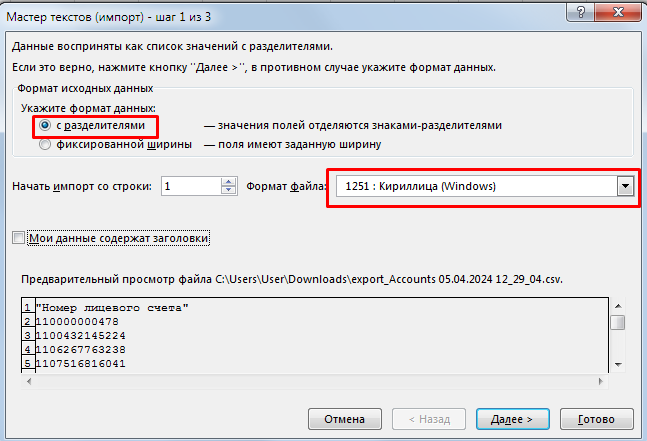 Мастер текстов (импорт) - шаг 1 из 3
Данные восприняты как список значений с разделителями.
Если это верно, нажмите кнопку "Далее >", в противном случае укажите формат данных.
Формат исходных данных
Укажите формат данных:
с разделителями — значения полей отделяются знаками-разделителями
фиксированной ширины — поля имеют заданную ширину
Начать импорт со строки: 1 Формат файла: 1251 : Кириллица (Windows)
Мои данные содержат заголовки
Предварительный просмотр файла C:\Users\User\Downloads\export_Accounts 05.04.2024 12_29_04.csv.
1 "Номер лицевого счета"
2 110000000478
3 1100432145224
4 1106267763238
5 1107516816041
Отмена < Назад Далее > Готово